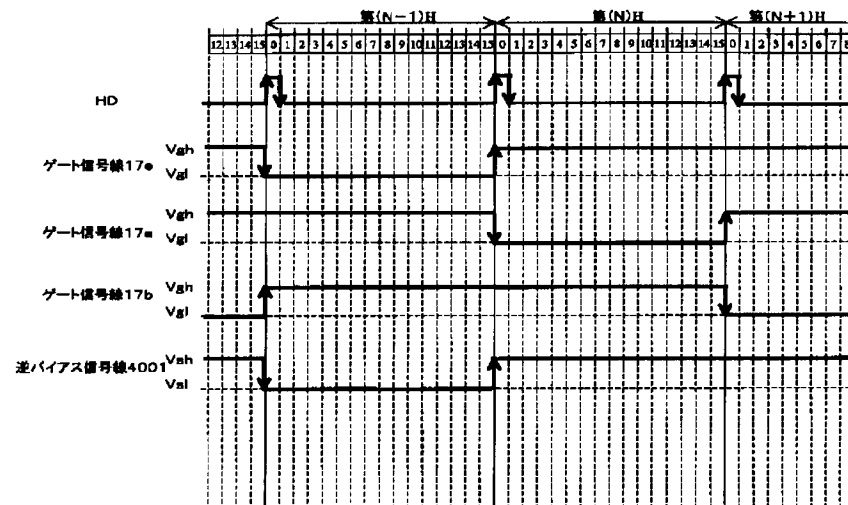 第(N-1)H 第(N)H 第(N+1)H
12 13 14 15 0 1 2 3 4 5 6 7 8 9 10 11 12 13 14 15 0 1 2 3 4 5 6 7 8 9 10 11 12 13 14 15 0 1 2 3 4 5 6 7 8
HD
Vgh
ゲート信号線17e
Vgl
Vgh
ゲート信号線17a
Vgl
Vgh
ゲート信号線17b
Vgl
逆バイアス信号線4001 Vsh
Vsl